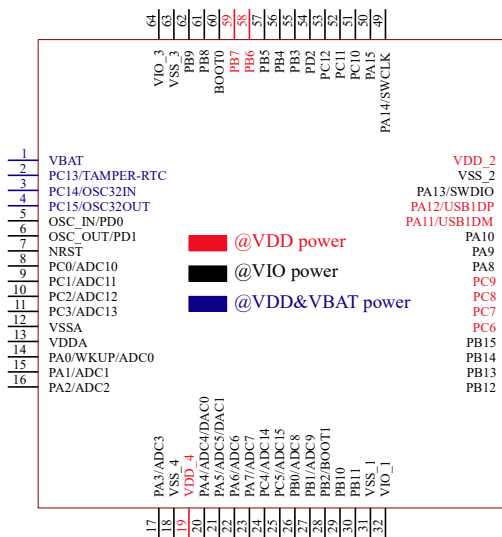 64 63 62 61 60 59 58 57 56 55 54 53 52 51 50 49
VIO_3
VSS_3
PB9
PB8
BOOT0
PB7
PB6
PB5
PB4
PB3
PD2
PC12
PC11
PC10
PA15
PA14/SWCLK
1 VBAT
2 PC13/TAMPER-RTC
3 PC14/OSC32IN
4 PC15/OSC32OUT
5 OSC_IN/PD0
6 OSC_OUT/PD1
7 NRST
8 PC0/ADC10
9 PC1/ADC11
10 PC2/ADC12
11 PC3/ADC13
12 VSSA
13 VDDA
14 PA0/WKUP/ADC0
15 PA1/ADC1
16 PA2/ADC2
@VDD power
@VIO power
@VDD&VBAT power
VDD_2
VSS_2
PA13/SWDIO
PA12/USB1DP
PA11/USB1DM
PA10
PA9
PA8
PC9
PC8
PC7
PC6
PB15
PB14
PB13
PB12
PA3/ADC3
VSS_4
VDD_4
PA4/ADC4/DAC0
PA5/ADC5/DAC1
PA6/ADC6
PA7/ADC7
PC4/ADC14
PC5/ADC15
PB0/ADC8
PB1/ADC9
PB2/BOOT1
PB10
PB11
VSS_1
VIO_1
17 18 19 20 21 22 23 24 25 26 27 28 29 30 31 32